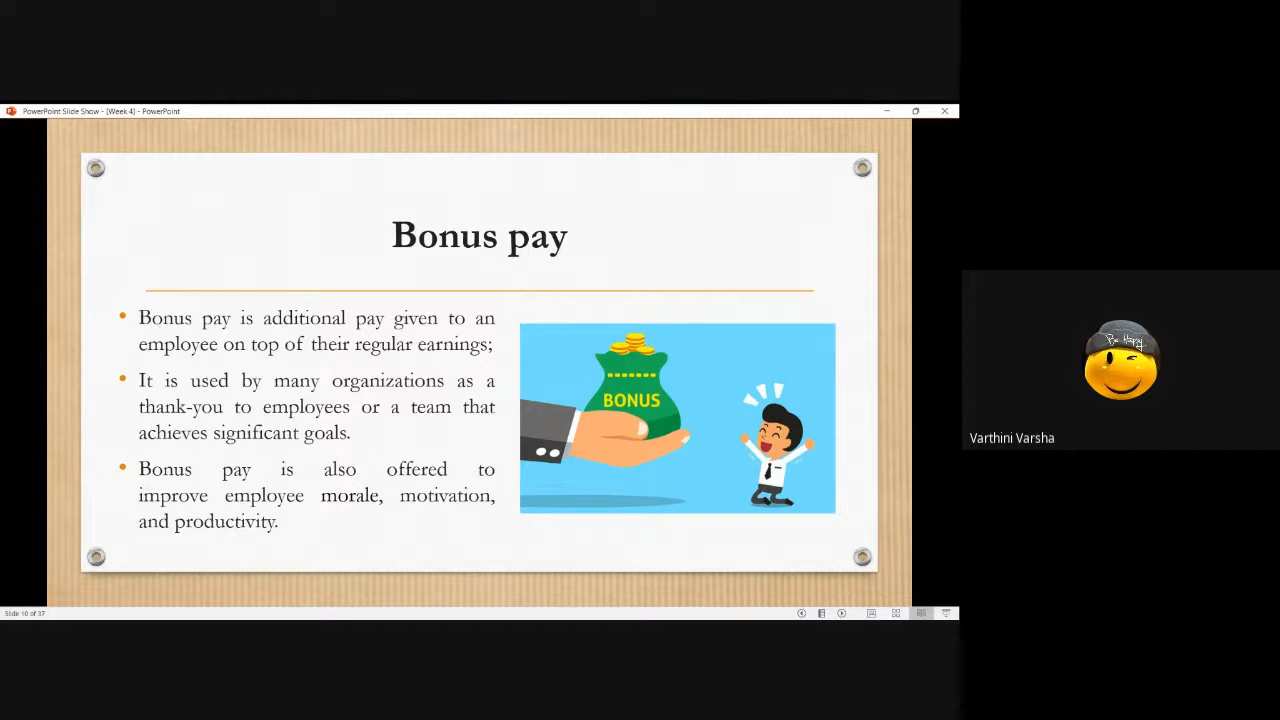 PowerPoint Slide Show - [Week 4] - PowerPoint
Bonus pay
• Bonus pay is additional pay given to an
employee on top of their regular earnings;
• It is used by many organizations as a
thank-you to employees or a team that
achieves significant goals.
• Bonus pay is also offered to
improve employee morale, motivation,
and productivity.
BONUS
Slide 10 of 37
Varthini Varsha